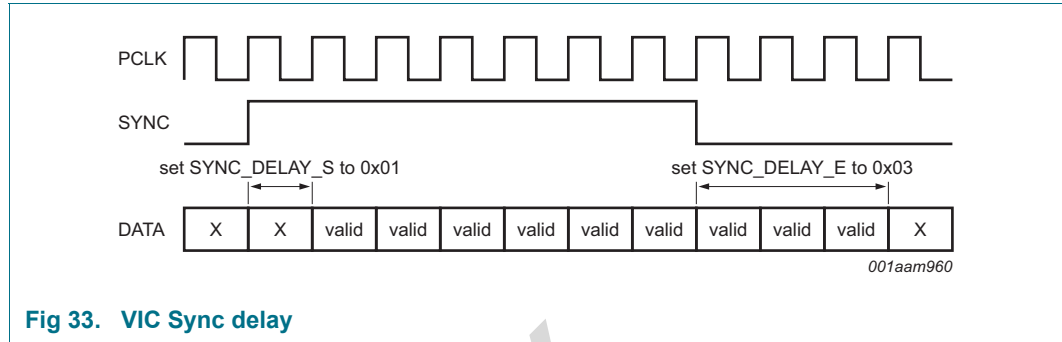 PCLK
SYNC
set SYNC_DELAY_S to 0x01 set SYNC_DELAY_E to 0x03
DATA X X valid valid valid valid valid valid valid valid valid X
001aam960
Fig 33. VIC Sync delay